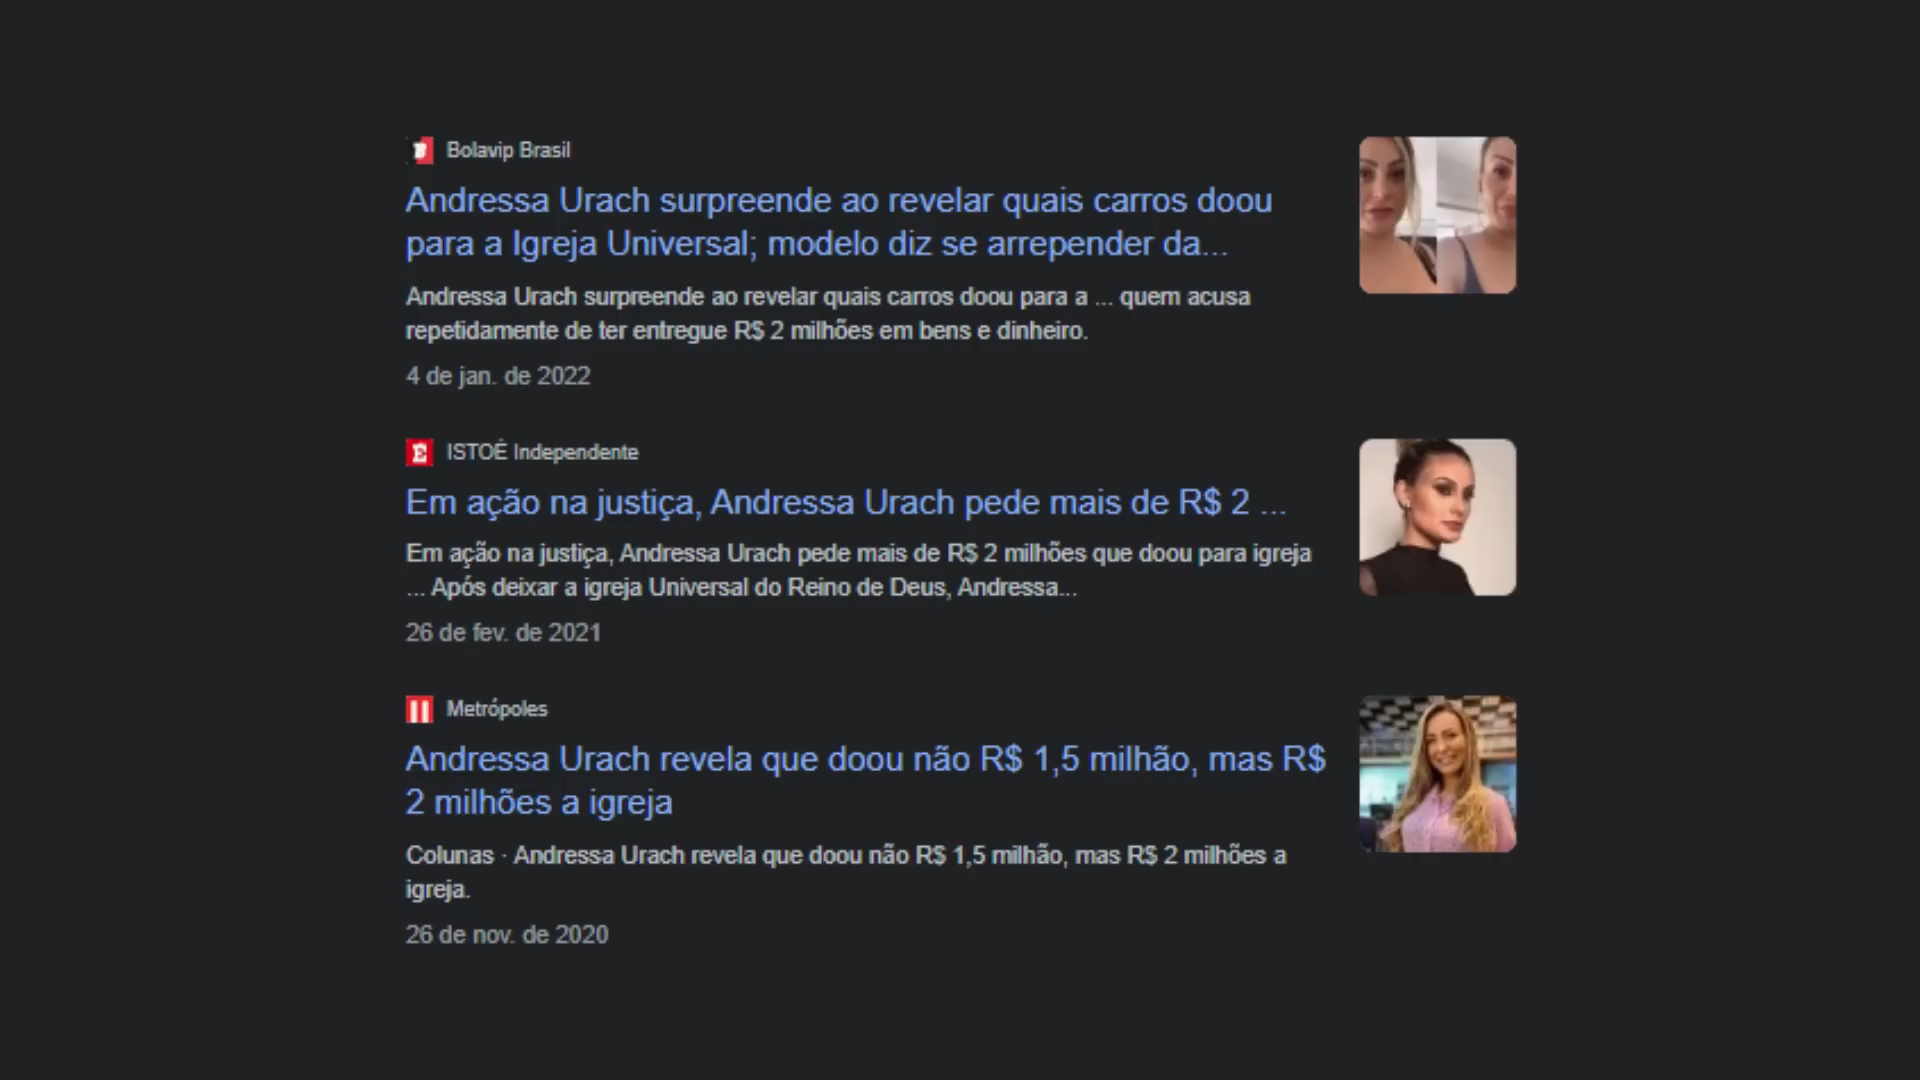 Bolavip Brasil
Andressa Urach surpreende ao revelar quais carros doou
para a Igreja Universal; modelo diz se arrepender da...
Andressa Urach surpreende ao revelar quais carros doou para a ... quem acusa
repetidamente de ter entregue R$ 2 milhões em bens e dinheiro.
4 de jan. de 2022
ISTOÉ Independente
Em ação na justiça, Andressa Urach pede mais de R$ 2 ...
Em ação na justiça, Andressa Urach pede mais de R$ 2 milhões que doou para igreja
... Após deixar a igreja Universal do Reino de Deus, Andressa...
26 de fev. de 2021
Metrópoles
Andressa Urach revela que doou não R$ 1,5 milhão, mas R$
2 milhões a igreja
Colunas · Andressa Urach revela que doou não R$ 1,5 milhão, mas R$ 2 milhões a
igreja.
26 de nov. de 2020